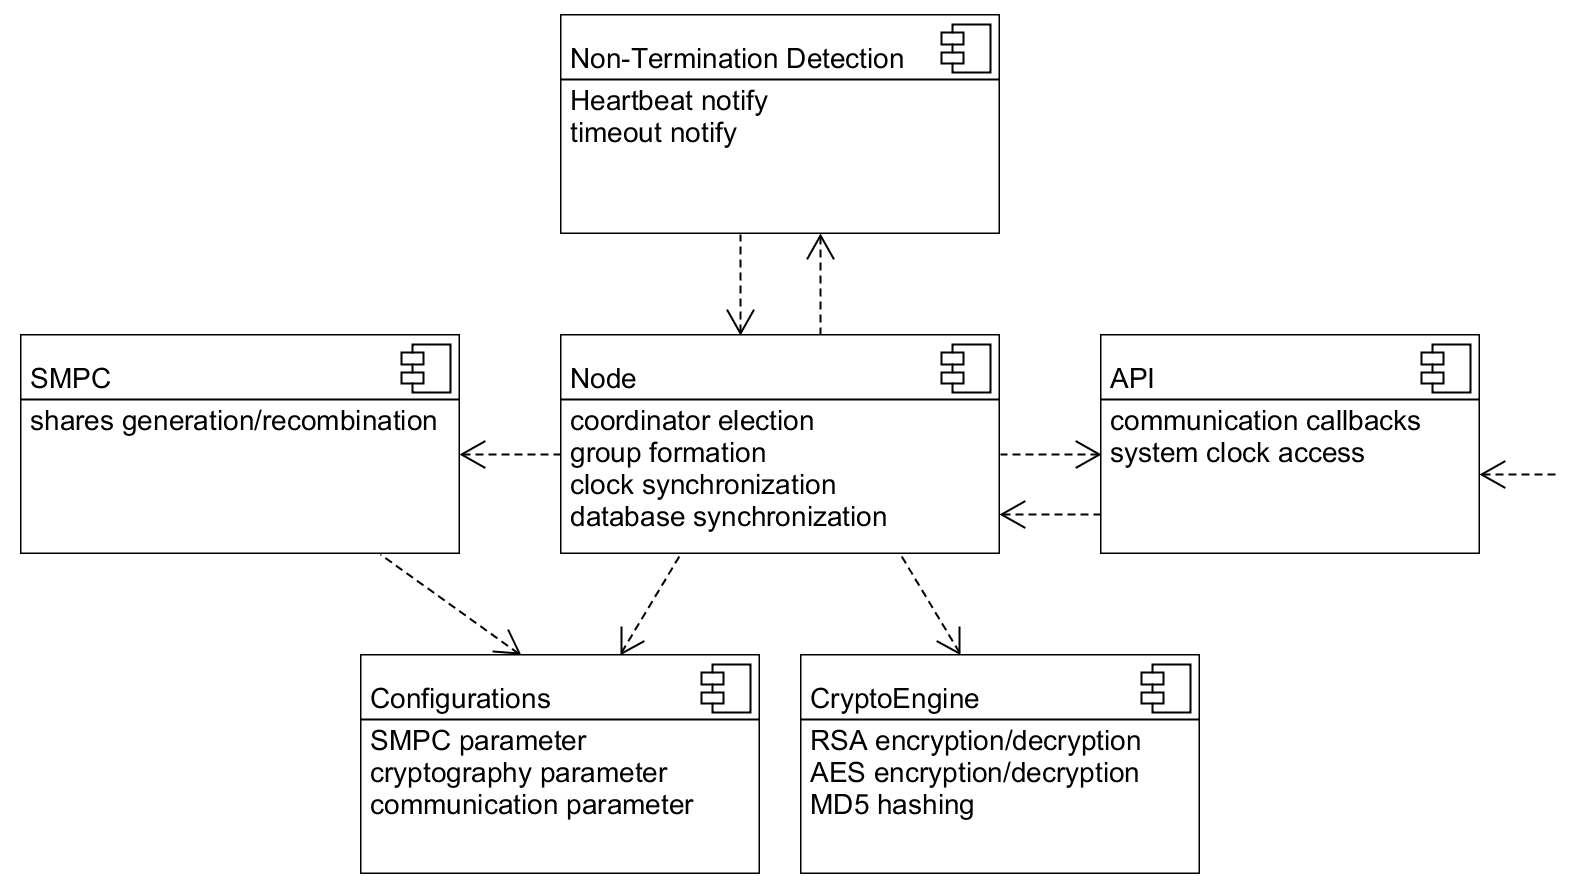 Non-Termination Detection
Heartbeat notify
timeout notify
SMPC
shares generation/recombination
Node
coordinator election
group formation
clock synchronization
database synchronization
API
communication callbacks
system clock access
Configurations
SMPC parameter
cryptography parameter
communication parameter
CryptoEngine
RSA encryption/decryption
AES encryption/decryption
MD5 hashing